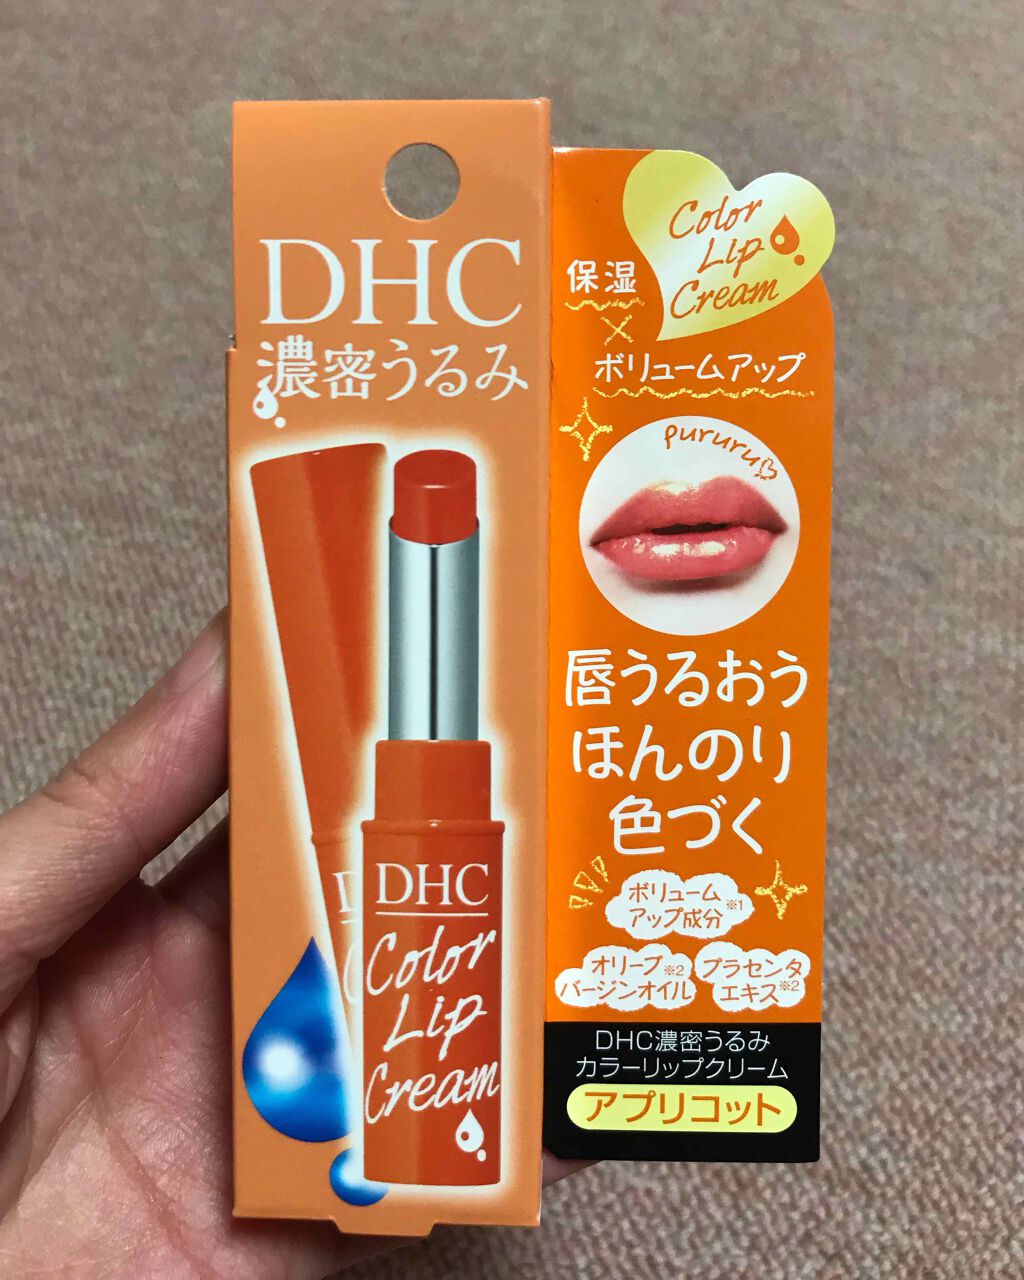 DHC
濃密うるみ
DHC
Color
Lip
Cream
Color
Lip
Cream
保湿
×
ボリュームアップ
pururu
唇うるおう
ほんのり
色づく
ボリューム
アップ成分※1
オリーブ※2
バージンオイル
プラセンタ
エキス※2
DHC濃密うるみ
カラーリップクリーム
アプリコット